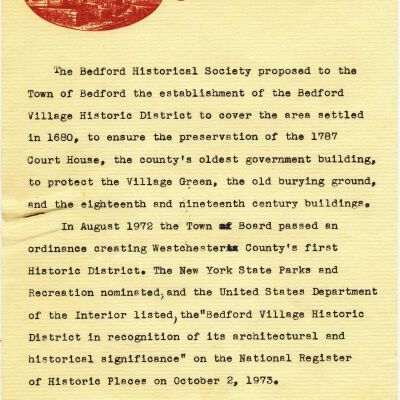 The Bedford Historical Society proposed to the
Town of Bedford the establishment of the Bedford
Village Historic District to cover the area settled
in 1680, to ensure the preservation of the 1787
Court House, the county's oldest government building,
to protect the Village Green, the old burying ground,
and the eighteenth and nineteenth century buildings.
In August 1972 the Town Board passed an
ordinance creating Westchester County's first
Historic District. The New York State Parks and
Recreation nominated, and the United States Department
of the Interior listed, the"Bedford Village Historic
District in recognition of its architectural and
historical significance" on the National Register
of Historic Places on October 2, 1973.